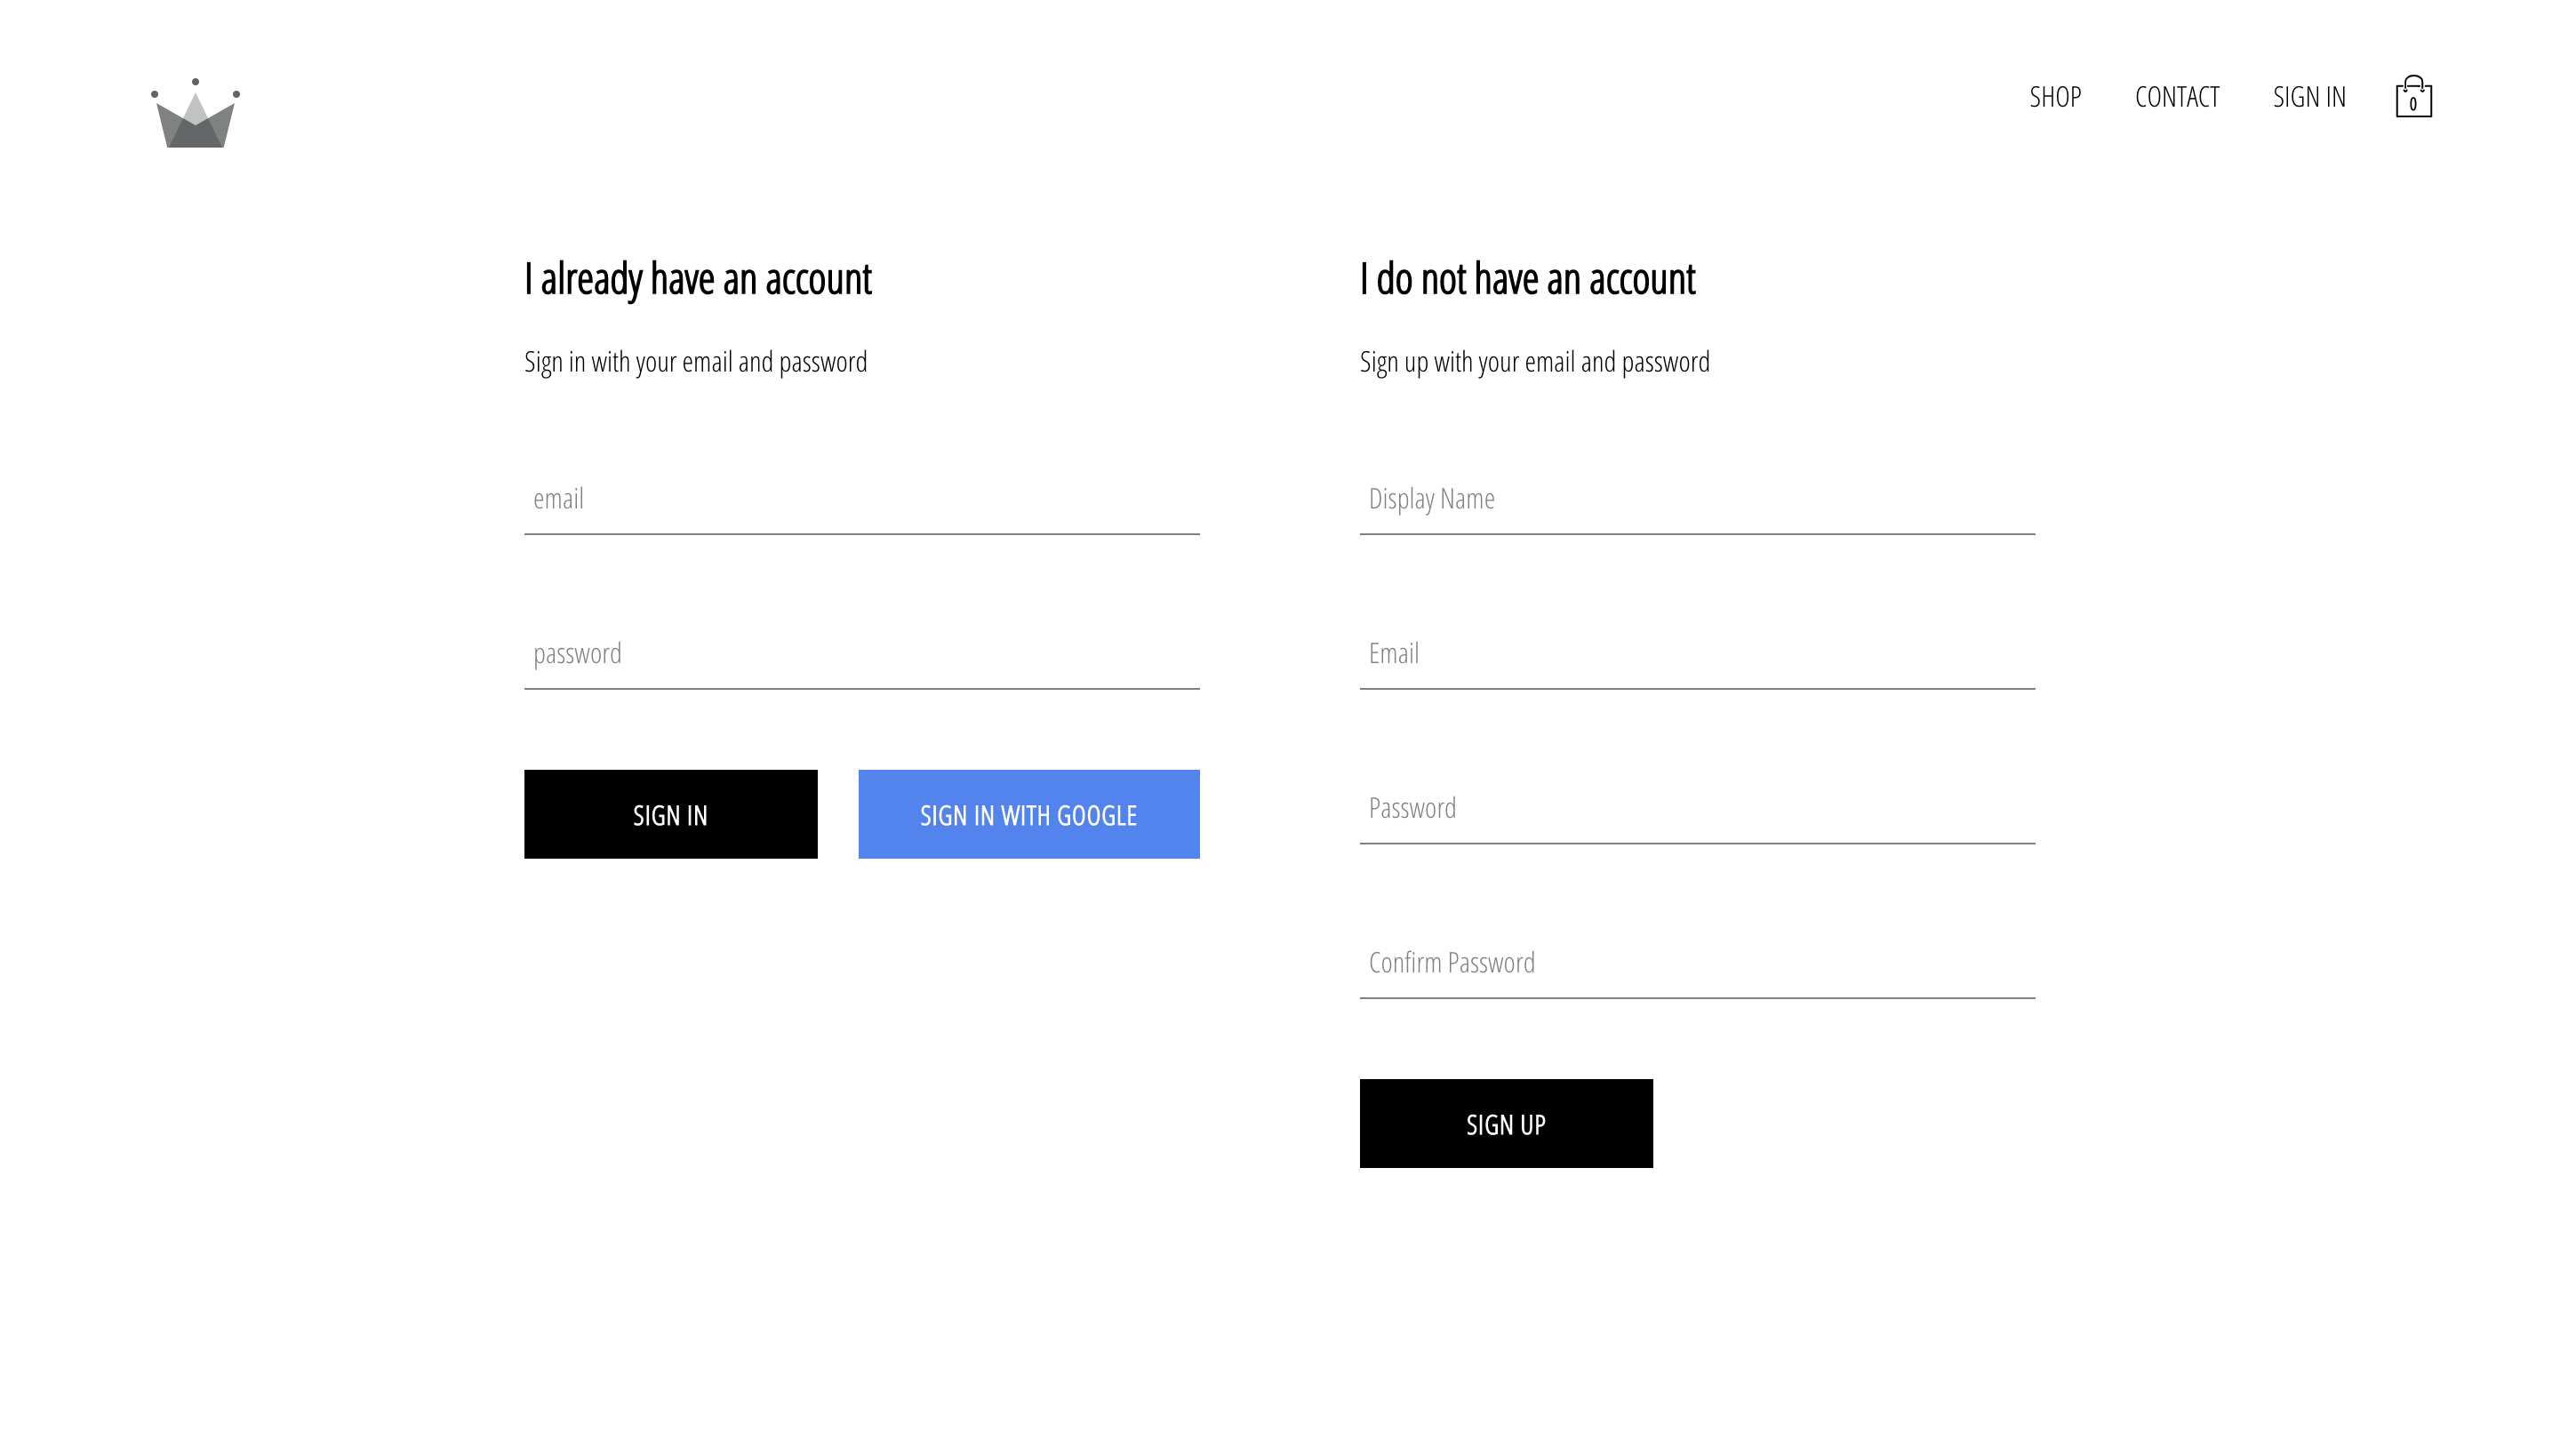 SHOP CONTACT SIGN IN 0
I already have an account
Sign in with your email and password
email
password
SIGN IN SIGN IN WITH GOOGLE
I do not have an account
Sign up with your email and password
Display Name
Email
Password
Confirm Password
SIGN UP